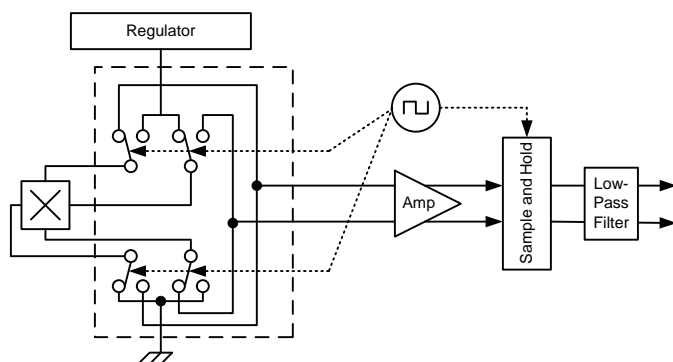 Regulator
Amp
Sample and Hold
Low-
Pass
Filter